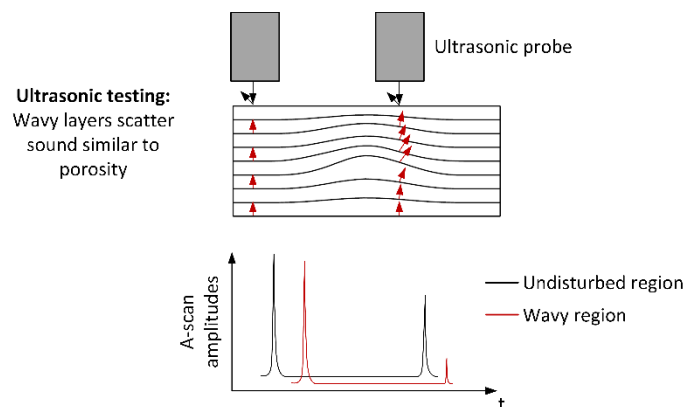 Ultrasonic probe
Ultrasonic testing:
Wavy layers scatter
sound similar to
porosity
A-scan
amplitudes
Undisturbed region
Wavy region
t